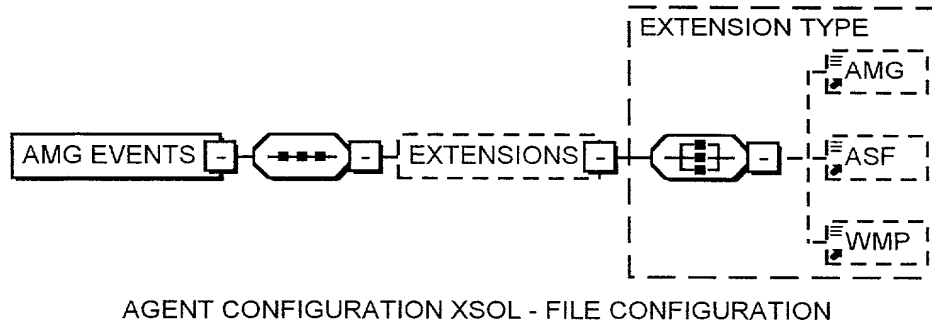 EXTENSION TYPE
AMG
AMG EVENTS
EXTENSIONS
ASF
WMP
AGENT CONFIGURATION XSOL - FILE CONFIGURATION